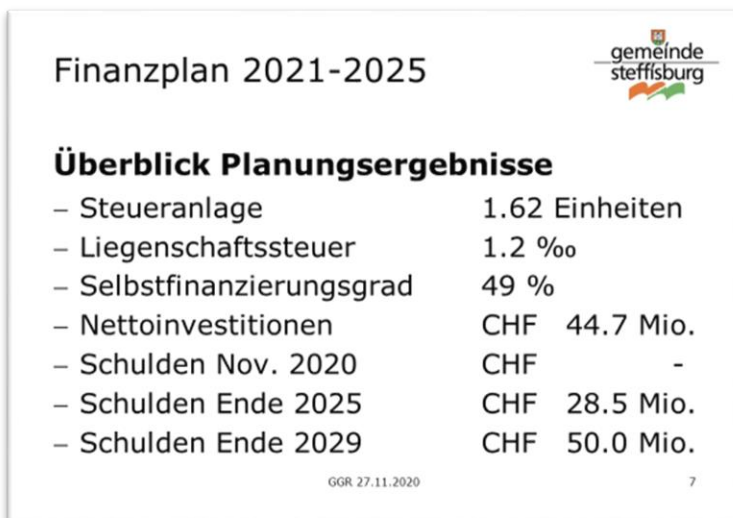 Finanzplan 2021-2025
gemeinde
steffisburg
Überblick Planungsergebnisse
– Steueranlage 1.62 Einheiten
– Liegenschaftssteuer 1.2 ‰
– Selbstfinanzierungsgrad 49 %
– Nettoinvestitionen CHF 44.7 Mio.
– Schulden Nov. 2020 CHF -
– Schulden Ende 2025 CHF 28.5 Mio.
– Schulden Ende 2029 CHF 50.0 Mio.
GGR 27.11.2020 7